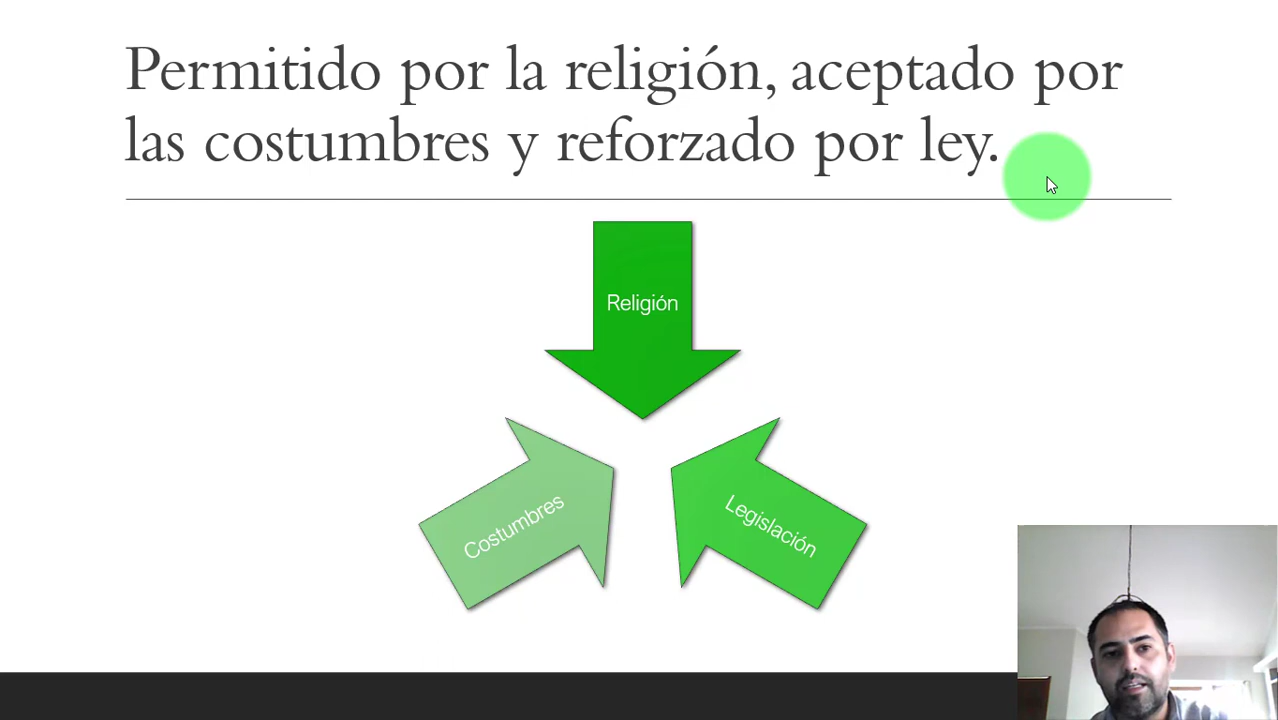 Permitido por la religión, aceptado por
las costumbres y reforzado por ley.
Religión
Costumbres
Legislación